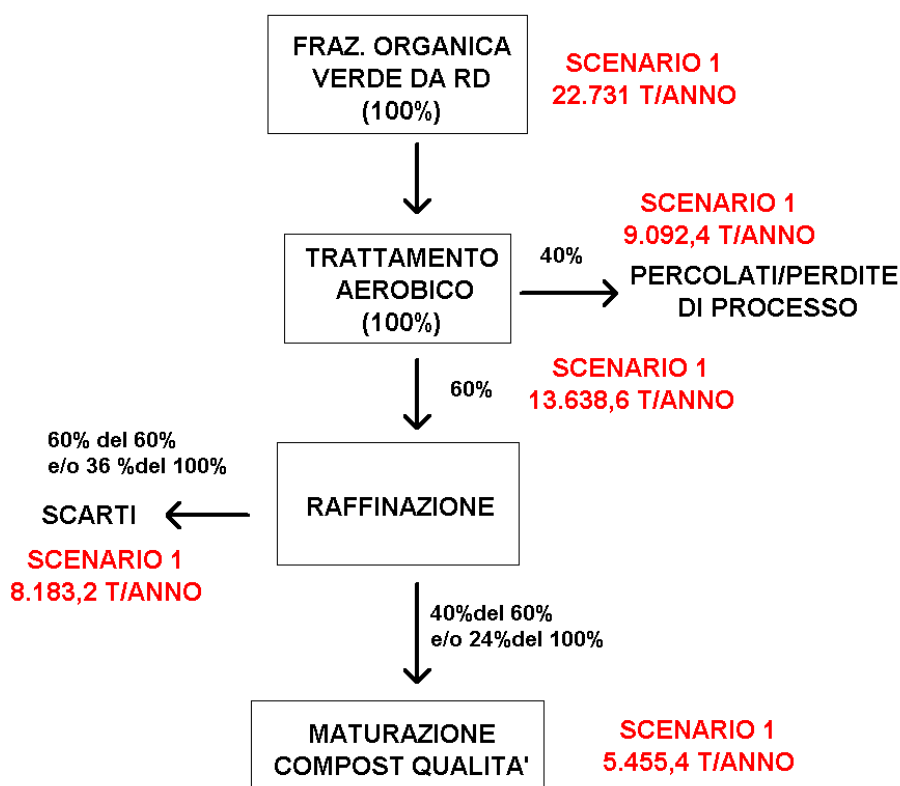 FRAZ. ORGANICA
VERDE DA RD
(100%)
SCENARIO 1
22.731 T/ANNO
TRATTAMENTO
AEROBICO
(100%)
40%
SCENARIO 1
9.092,4 T/ANNO
PERCOLATI/PERDITE
DI PROCESSO
60%
SCENARIO 1
13.638,6 T/ANNO
60% del 60%
e/o 36 %del 100%
RAFFINAZIONE
SCARTI
SCENARIO 1
8.183,2 T/ANNO
40%del 60%
e/o 24%del 100%
MATURAZIONE
COMPOST QUALITA'
SCENARIO 1
5.455,4 T/ANNO